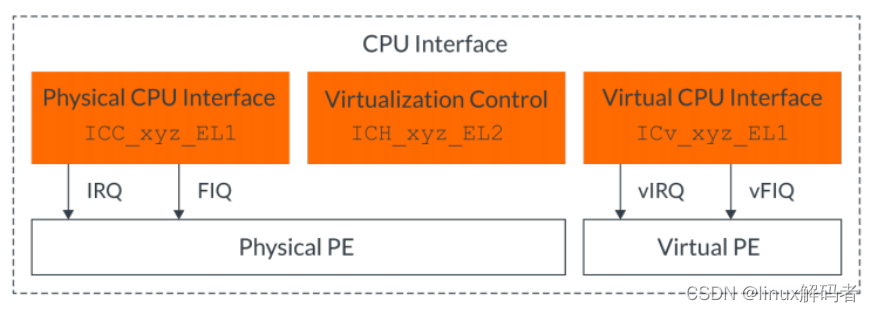 CPU Interface
Physical CPU Interface
ICC_xyz_EL1
Virtualization Control
ICH_xyz_EL2
Virtual CPU Interface
ICv_xyz_EL1
IRQ
FIQ
vIRQ
vFIQ
Physical PE
Virtual PE
CSDN @linux解码者